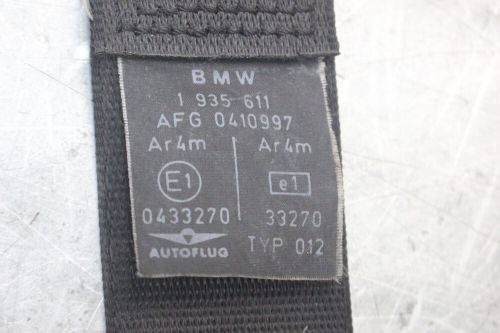 BMW
1 935 611
AFG 0410997
Ar4m Ar4m
E1 e1
0433270 33270
AUTOFLUG TYP 012